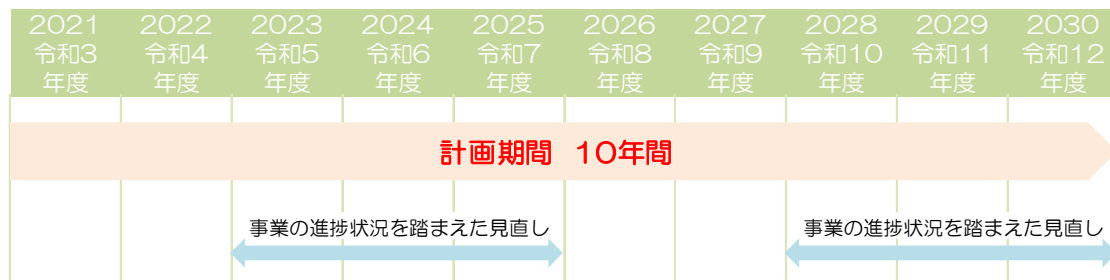 2021 2022 2023 2024 2025 2026 2027 2028 2029 2030
令和3 令和4 令和5 令和6 令和7 令和8 令和9 令和10 令和11 令和12
年度 年度 年度 年度 年度 年度 年度 年度 年度 年度
計画期間 10年間
事業の進捗状況を踏まえた見直し 事業の進捗状況を踏まえた見直し